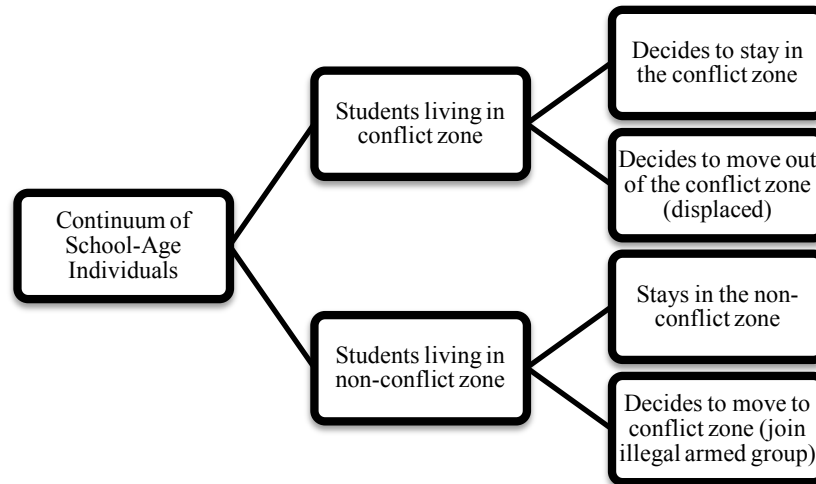 Continuum of
School-Age
Individuals
Students living in
conflict zone
Students living in
non-conflict zone
Decides to stay in
the conflict zone
Decides to move out
of the conflict zone
(displaced)
Stays in the non-
conflict zone
Decides to move to
conflict zone (join
illegal armed group)